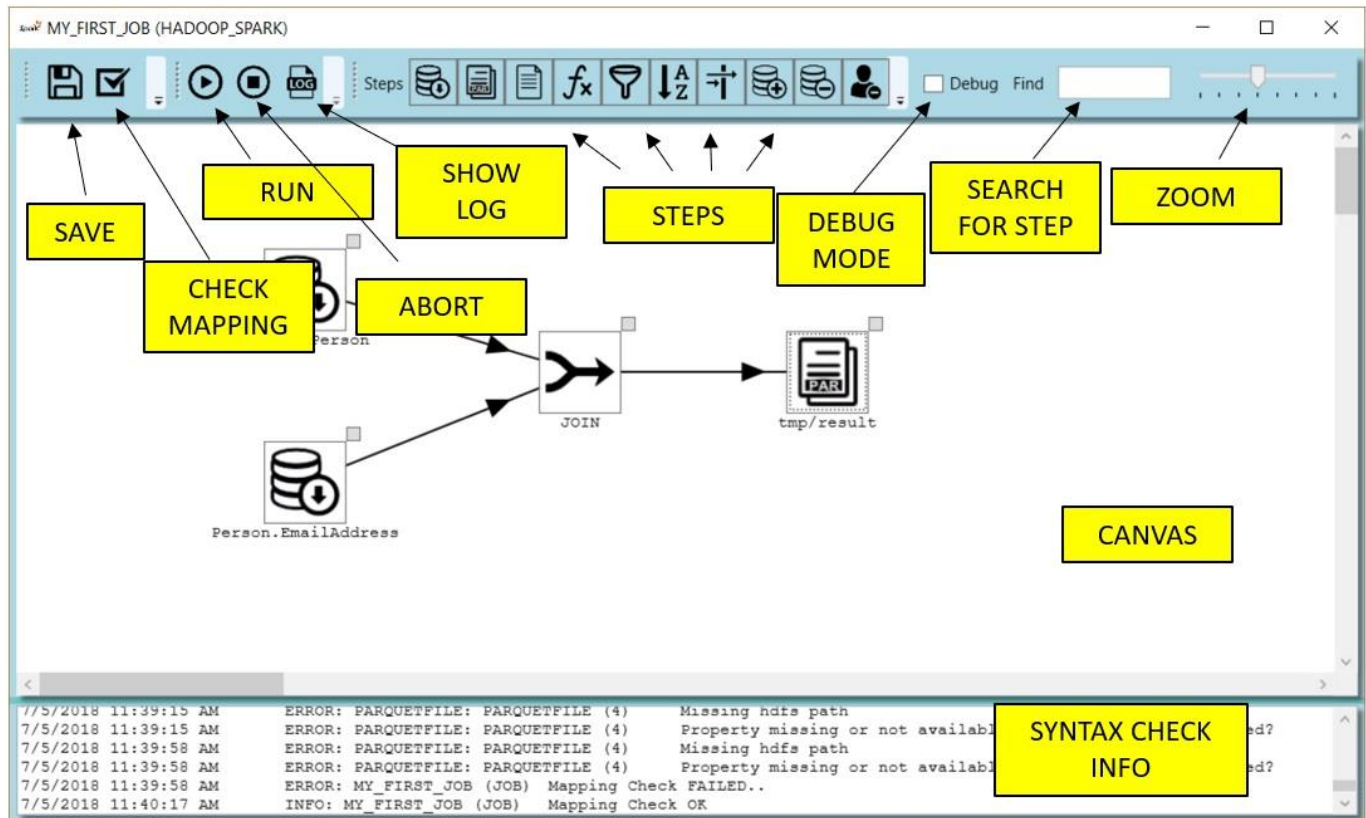 MY_FIRST_JOB (HADOOP_SPARK)
LOG
Steps
PAR
fx
A
Z
Debug Find
SAVE
CHECK
MAPPING
RUN
ABORT
SHOW
LOG
STEPS
DEBUG
MODE
SEARCH
FOR STEP
ZOOM
Person
JOIN
PAR
tmp/result
Person.EmailAddress
CANVAS
7/5/2018 11:39:15 AM ERROR: PARQUETFILE: PARQUETFILE (4) Missing hdfs path
7/5/2018 11:39:15 AM ERROR: PARQUETFILE: PARQUETFILE (4) Property missing or not availabl ed?
7/5/2018 11:39:58 AM ERROR: PARQUETFILE: PARQUETFILE (4) Missing hdfs path
7/5/2018 11:39:58 AM ERROR: PARQUETFILE: PARQUETFILE (4) Property missing or not availabl ed?
7/5/2018 11:39:58 AM ERROR: MY_FIRST_JOB (JOB) Mapping Check FAILED..
7/5/2018 11:40:17 AM INFO: MY_FIRST_JOB (JOB) Mapping Check OK
SYNTAX CHECK
INFO